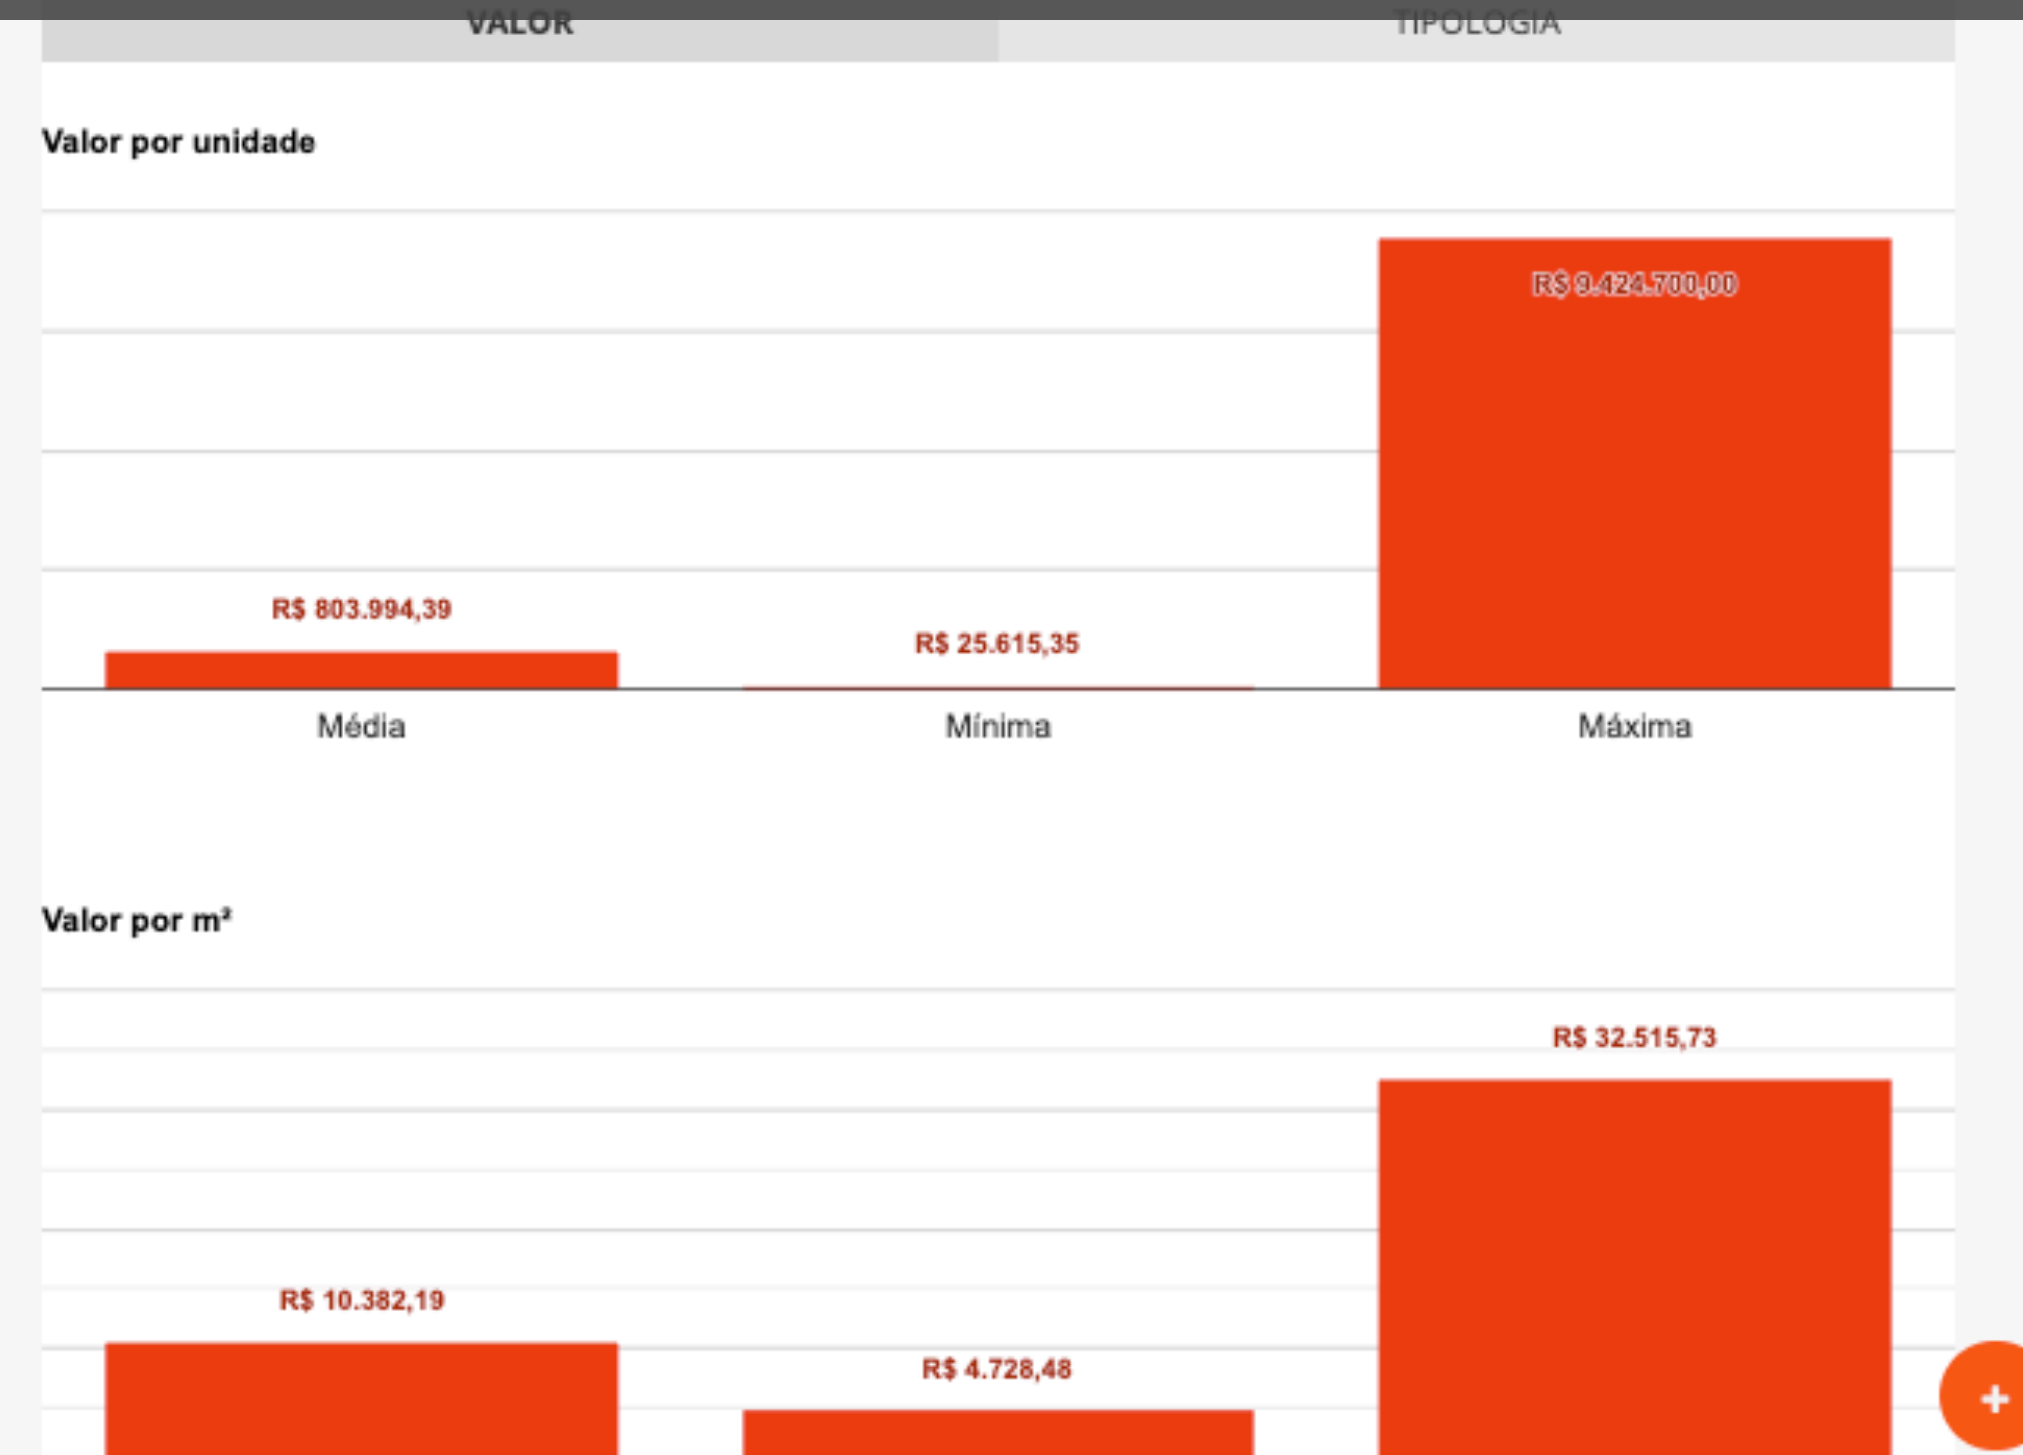 VALOR TIPOLOGIA
Valor por unidade
R$ 9.424.700,00
R$ 803.994,39
R$ 25.615,35
Média Mínima Máxima
Valor por m²
R$ 32.515,73
R$ 10.382,19
R$ 4.728,48
+